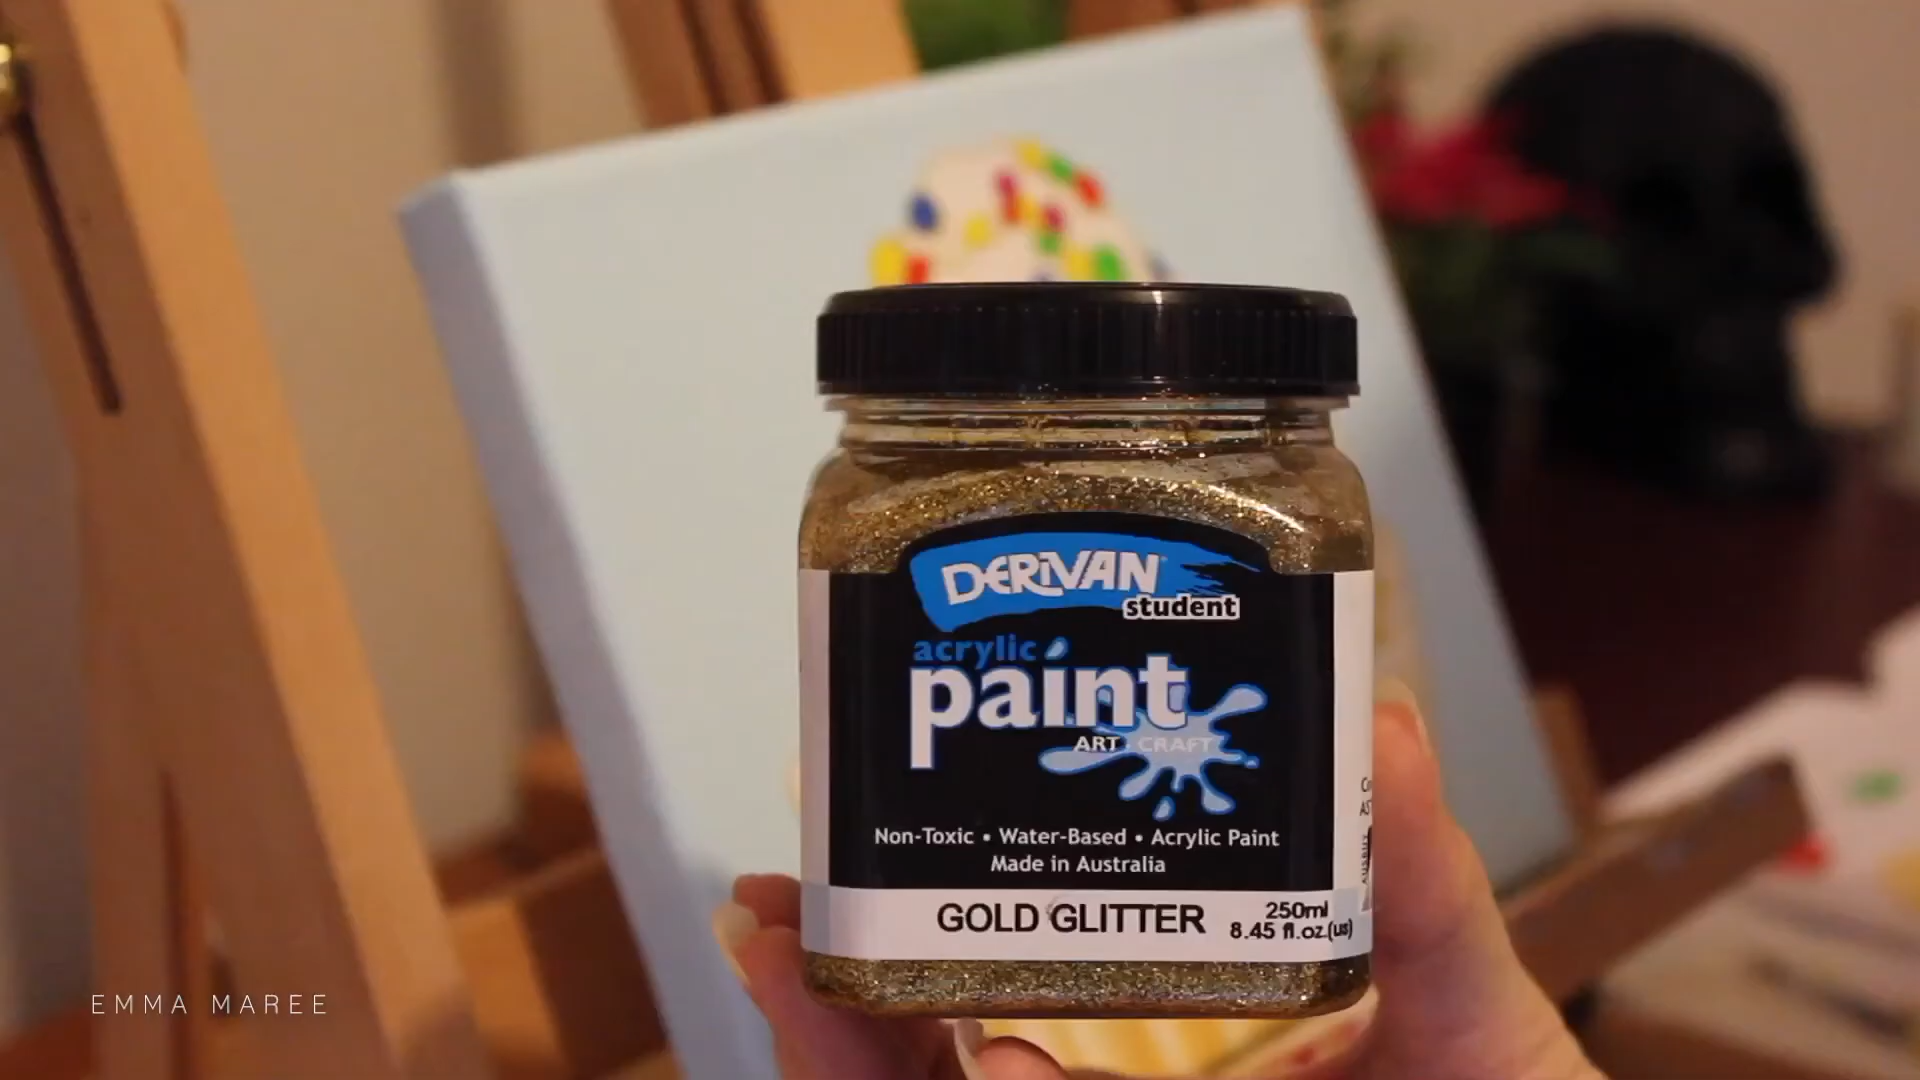 DERIVAN
student
acrylic
paint
ART • CRAFT
Non-Toxic • Water-Based • Acrylic Paint
Made in Australia
GOLD GLITTER
250ml
8.45 fl.oz.(us)
EMMA MAREE